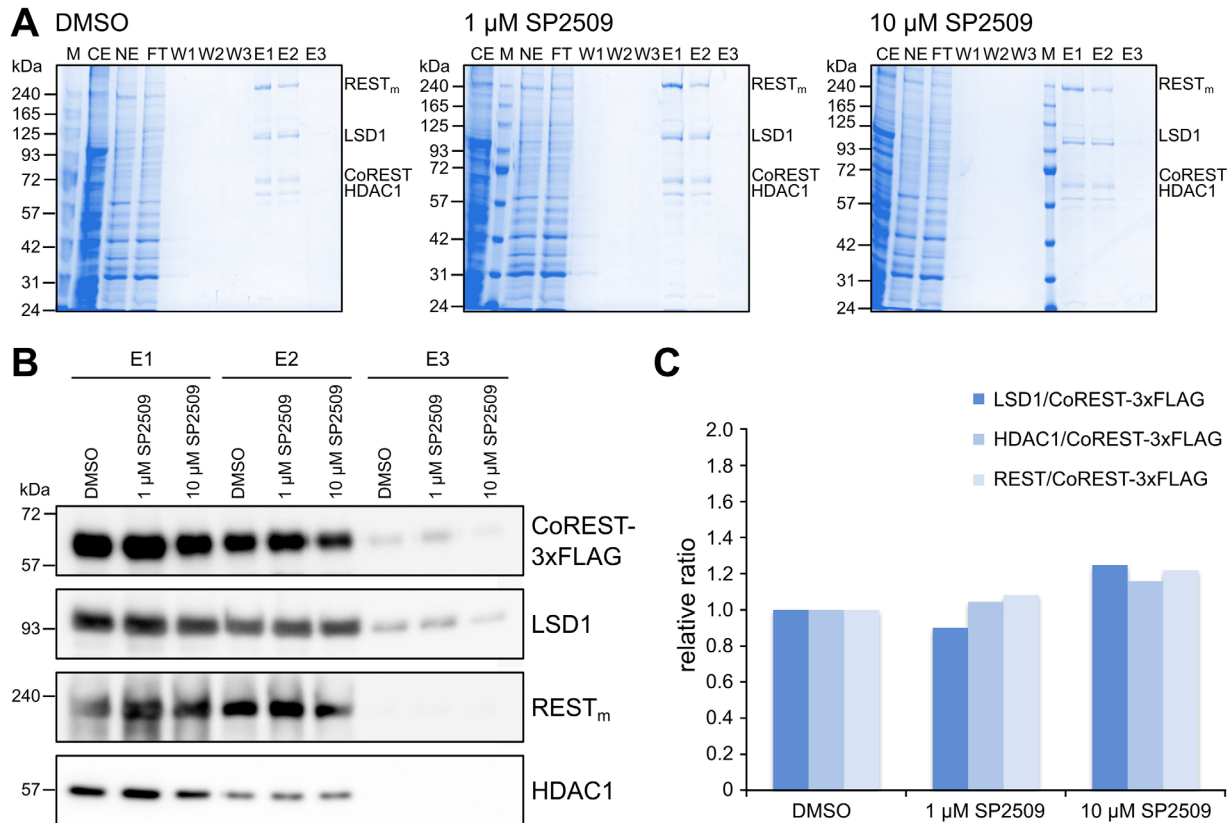 A
DMSO
M CE NE FT W1 W2 W3 E1 E2 E3
kDa
240
165
125
93
72
57
42
31
24
RESTm
LSD1
CoREST
HDAC1
1 µM SP2509
CE M NE FT W1 W2 W3 E1 E2 E3
kDa
240
165
125
93
72
57
42
31
24
RESTm
LSD1
CoREST
HDAC1
10 µM SP2509
CE NE FT W1 W2 W3 M E1 E2 E3
kDa
240
165
125
93
72
57
42
31
24
RESTm
LSD1
CoREST
HDAC1
B
E1 E2 E3
DMSO
1 µM SP2509
10 µM SP2509
DMSO
1 µM SP2509
10 µM SP2509
DMSO
1 µM SP2509
10 µM SP2509
kDa
72
57
CoREST-
3xFLAG
93
LSD1
240
RESTm
57
HDAC1
C
LSD1/CoREST-3xFLAG
HDAC1/CoREST-3xFLAG
REST/CoREST-3xFLAG
relative ratio
2.0
1.8
1.6
1.4
1.2
1.0
0.8
0.6
0.4
0.2
0
DMSO 1 µM SP2509 10 µM SP2509